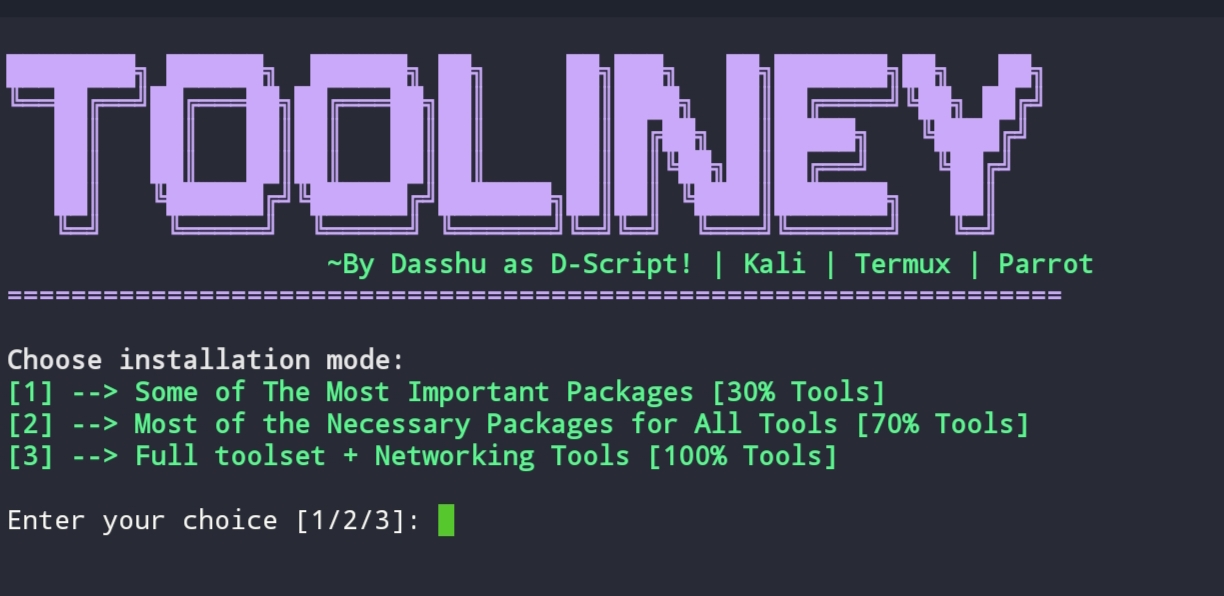 TOOLINEY
~By Dasshu as D-Script! | Kali | Termux | Parrot
==================================================================
Choose installation mode:
[1] --> Some of The Most Important Packages [30% Tools]
[2] --> Most of the Necessary Packages for All Tools [70% Tools]
[3] --> Full toolset + Networking Tools [100% Tools]
Enter your choice [1/2/3]: